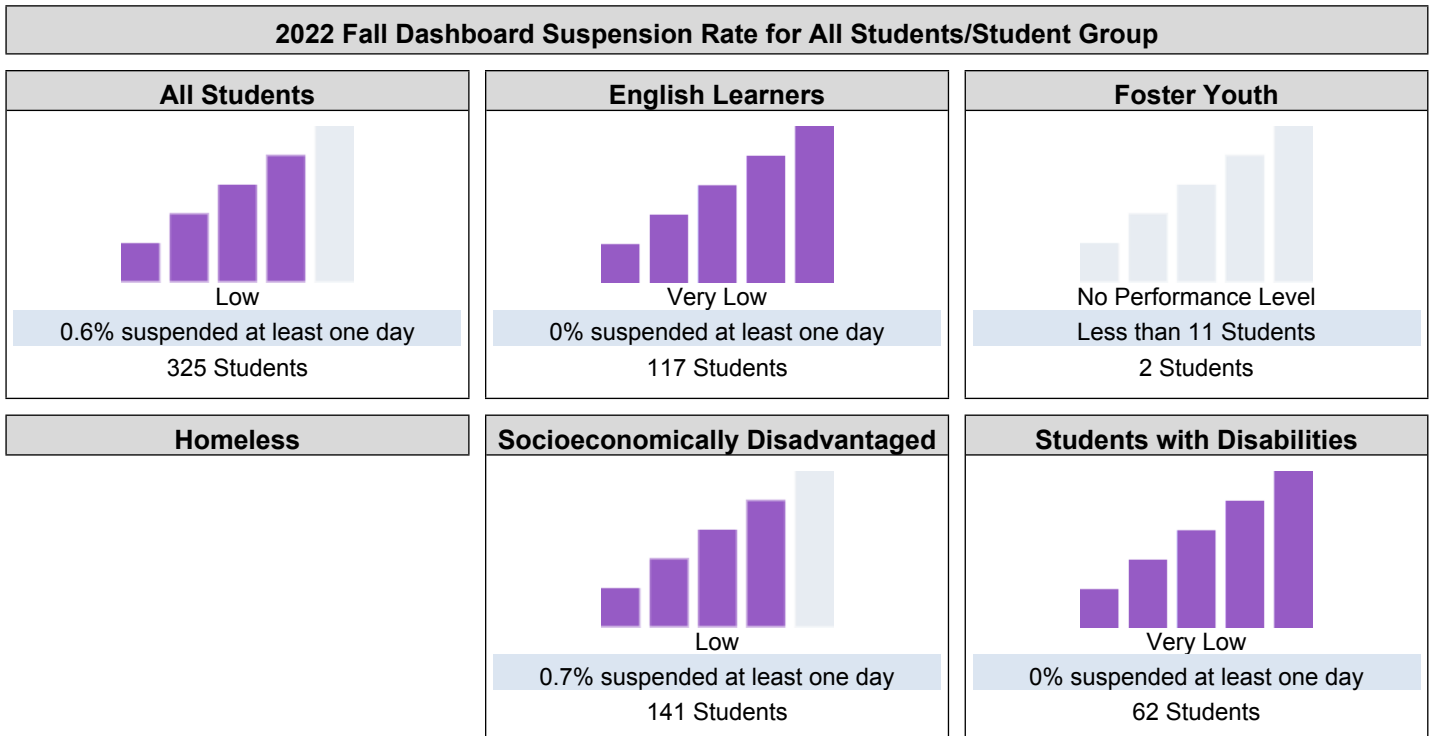 2022 Fall Dashboard Suspension Rate for All Students/Student Group
All Students
Low
0.6% suspended at least one day
325 Students
English Learners
Very Low
0% suspended at least one day
117 Students
Foster Youth
No Performance Level
Less than 11 Students
2 Students
Homeless
Socioeconomically Disadvantaged
Low
0.7% suspended at least one day
141 Students
Students with Disabilities
Very Low
0% suspended at least one day
62 Students